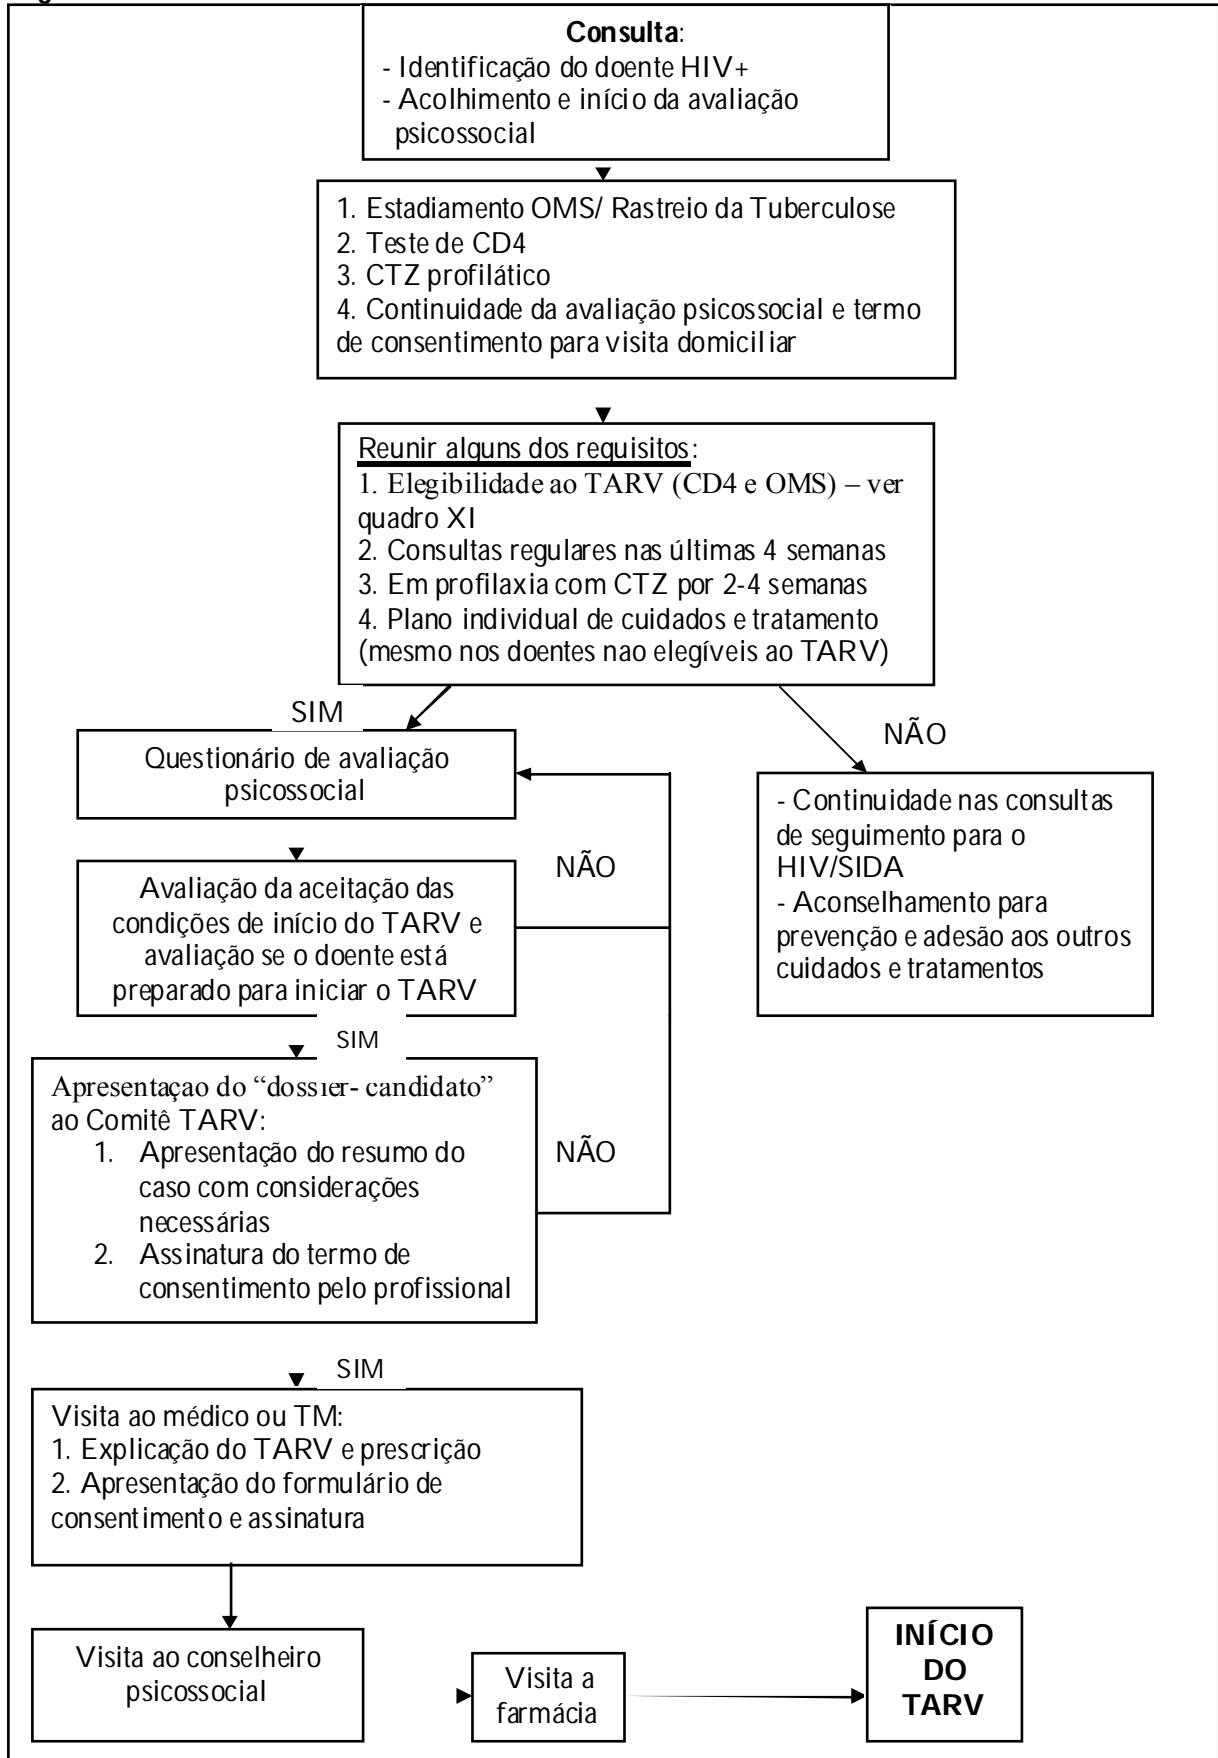 Consulta:
- Identificação do doente HIV+
- Acolhimento e início da avaliação
psicossocial
1. Estadiamento OMS/ Rastreio da Tuberculose
2. Teste de CD4
3. CTZ profilático
4. Continuidade da avaliação psicossocial e termo
de consentimento para visita domiciliar
Reunir alguns dos requisitos:
1. Elegibilidade ao TARV (CD4 e OMS) – ver
quadro XI
2. Consultas regulares nas últimas 4 semanas
3. Em profilaxia com CTZ por 2-4 semanas
4. Plano individual de cuidados e tratamento
(mesmo nos doentes nao elegíveis ao TARV)
SIM
NÃO
Questionário de avaliação
psicossocial
- Continuidade nas consultas
de seguimento para o
HIV/SIDA
- Aconselhamento para
prevenção e adesão aos outros
cuidados e tratamentos
NÃO
Avaliação da aceitação das
condições de início do TARV e
avaliação se o doente está
preparado para iniciar o TARV
SIM
Apresentaçao do “dossier- candidato”
ao Comitê TARV:
1. Apresentação do resumo do
caso com considerações
necessárias
2. Assinatura do termo de
consentimento pelo profissional
NÃO
SIM
Visita ao médico ou TM:
1. Explicação do TARV e prescrição
2. Apresentação do formulário de
consentimento e assinatura
Visita ao conselheiro
psicossocial
Visita a
farmácia
INÍCIO
DO
TARV